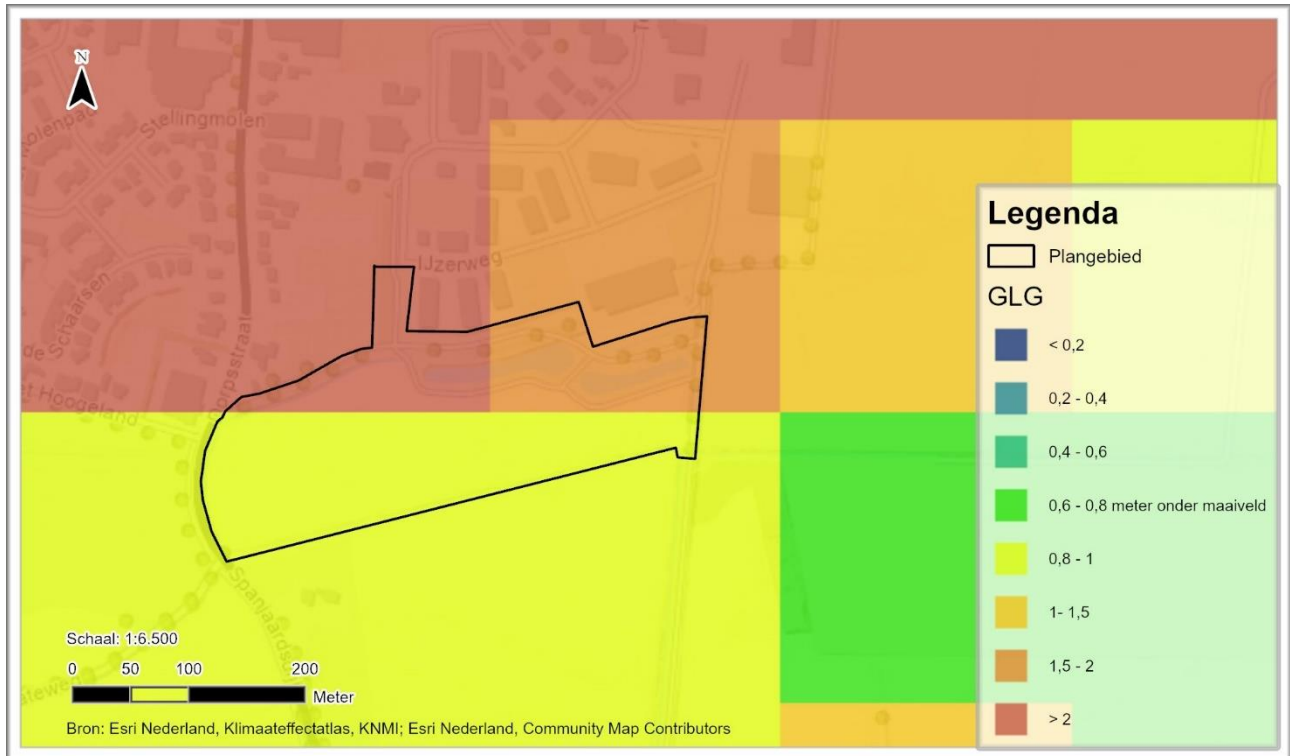 N
Stellingmolen
IJzerweg
de Schaarsen
Dorpsstraat
et Hoogeland
Legenda
Plangebied
GLG
< 0,2
0,2 - 0,4
0,4 - 0,6
0,6 - 0,8 meter onder maaiveld
0,8 - 1
1- 1,5
1,5 - 2
> 2
Schaal: 1:6.500
0 50 100 200
Meter
Bron: Esri Nederland, Klimaateffectatlas, KNMI; Esri Nederland, Community Map Contributors